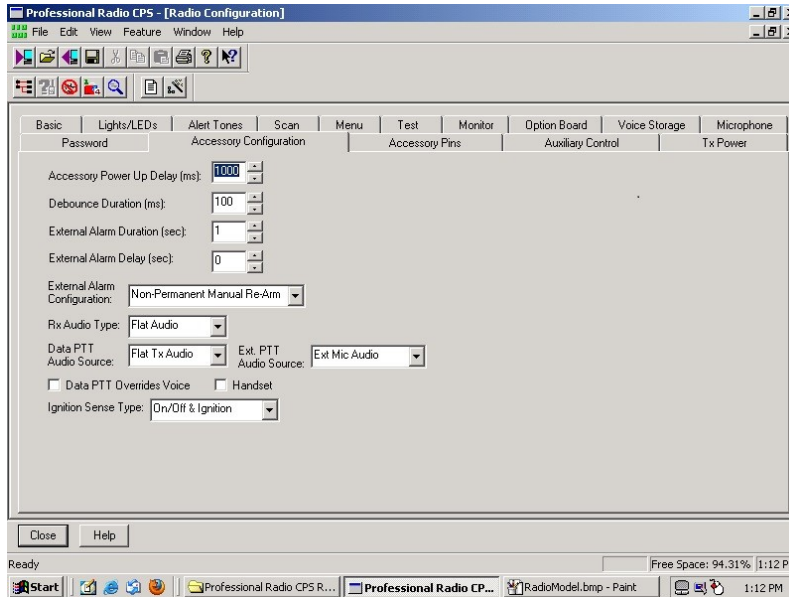 Professional Radio CPS - [Radio Configuration]
File Edit View Feature Window Help
Basic Lights/LEDs Alert Tones Scan Menu Test Monitor Option Board Voice Storage Microphone
Password Accessory Configuration Accessory Pins Auxiliary Control Tx Power
Accessory Power Up Delay (ms): 1000
Debounce Duration (ms): 100
External Alarm Duration (sec): 1
External Alarm Delay (sec): 0
External Alarm
Configuration: Non-Permanent Manual Re-Arm
Rx Audio Type: Flat Audio
Data PTT
Audio Source: Flat Tx Audio
Ext. PTT
Audio Source: Ext Mic Audio
Data PTT Overrides Voice Handset
Ignition Sense Type: On/Off & Ignition
Close Help
Ready Free Space: 94.31% 1:12 P
Start Professional Radio CPS R... Professional Radio CP... RadioModel.bmp - Paint 1:12 PM